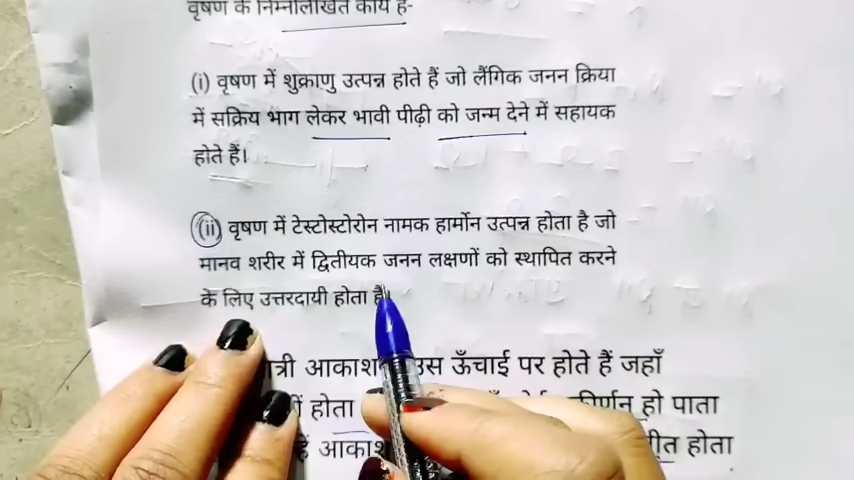 वृषण के निम्नलिखित कार्य है-
(i) वृषण में शुक्राणु उत्पन्न होते हैं जो लैंगिक जनन क्रिया
में सक्रिय भाग लेकर भावी पीढ़ी को जन्म देने में सहायक
होते हैं।
(ii) वृषण में टेस्टोस्टोरोन नामक हार्मोन उत्पन्न होता है जो
मानव शरीर में द्वितीयक जनन लक्षणों को स्थापित करने
के लिए उत्तरदायी होता है
त्री आकाश उस ऊँचाई पर होते हैं जहाँ
होता हो पाता
आकाश होता